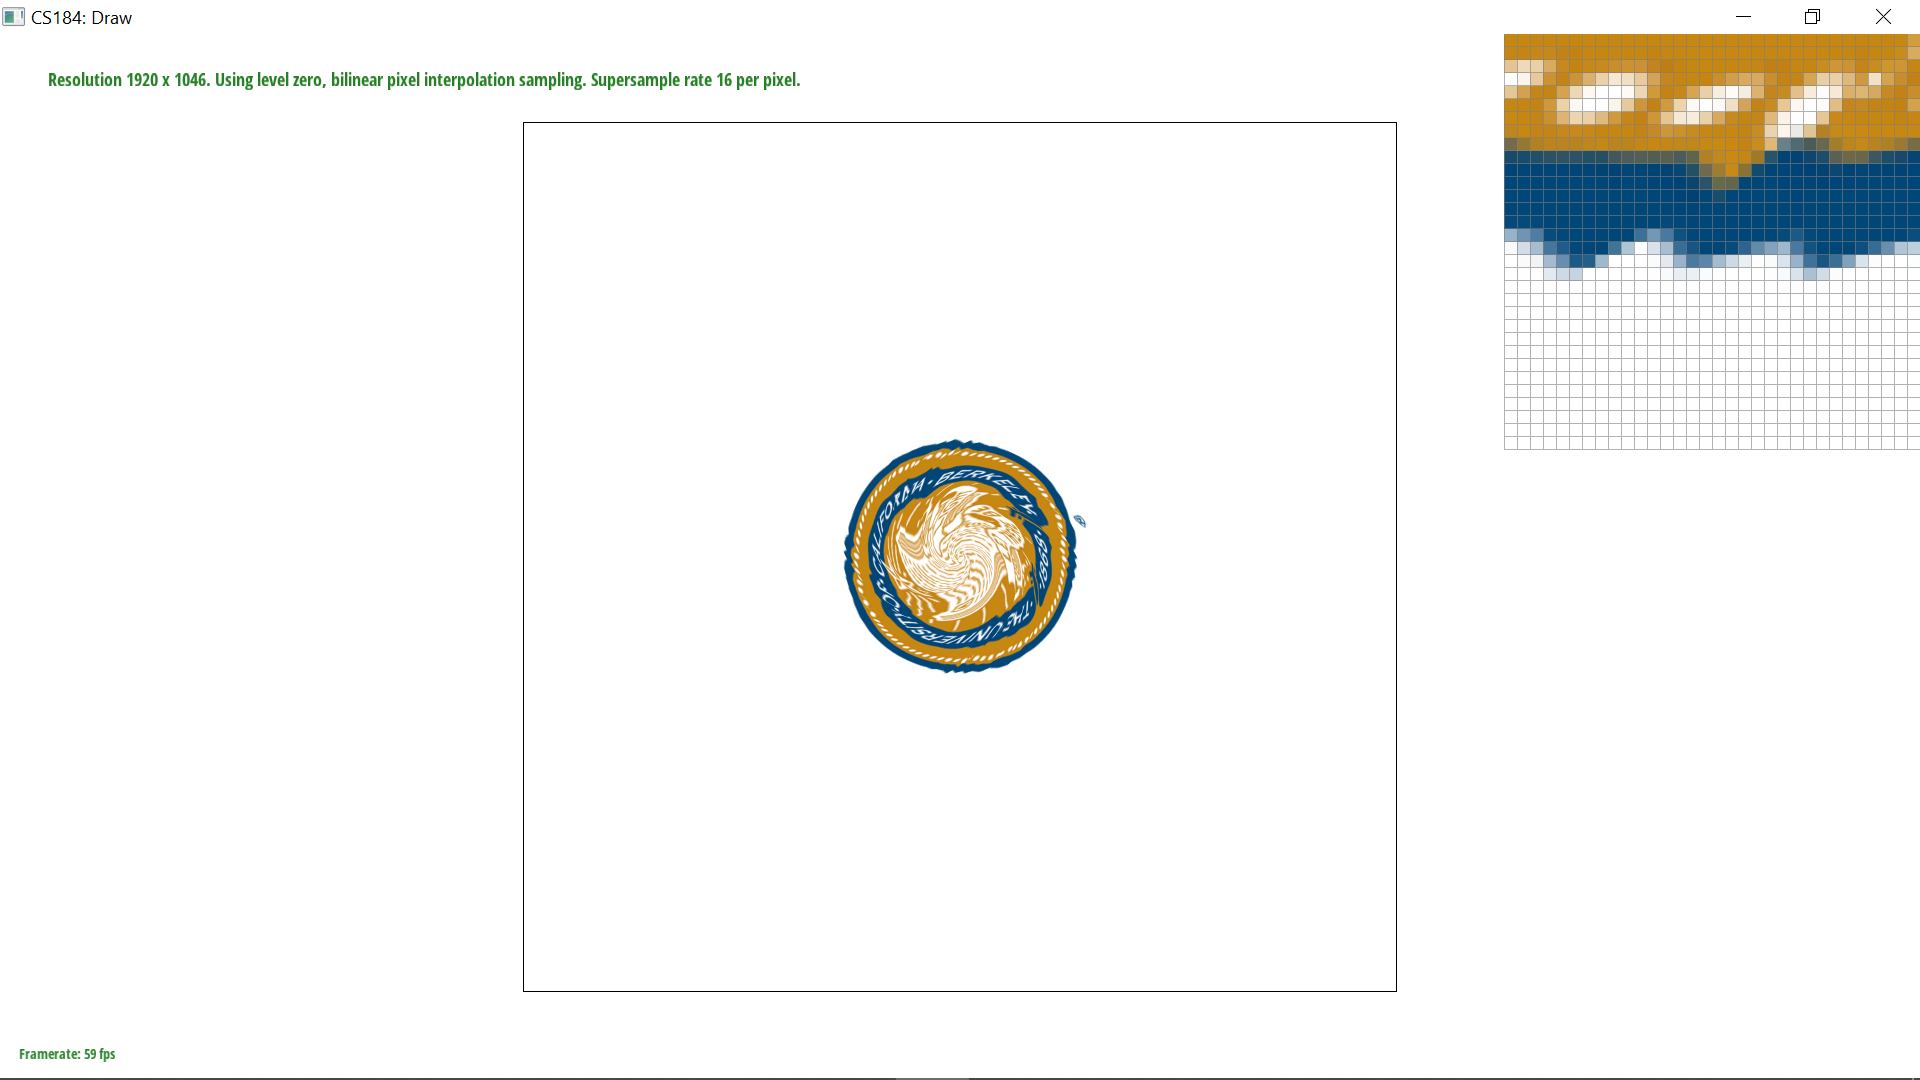 CS184: Draw
Resolution 1920 x 1046. Using level zero, bilinear pixel interpolation sampling. Supersample rate 16 per pixel.
CALIFORNIA · BERKELEY
THE · UNIVERSITY
Framerate: 59 fps